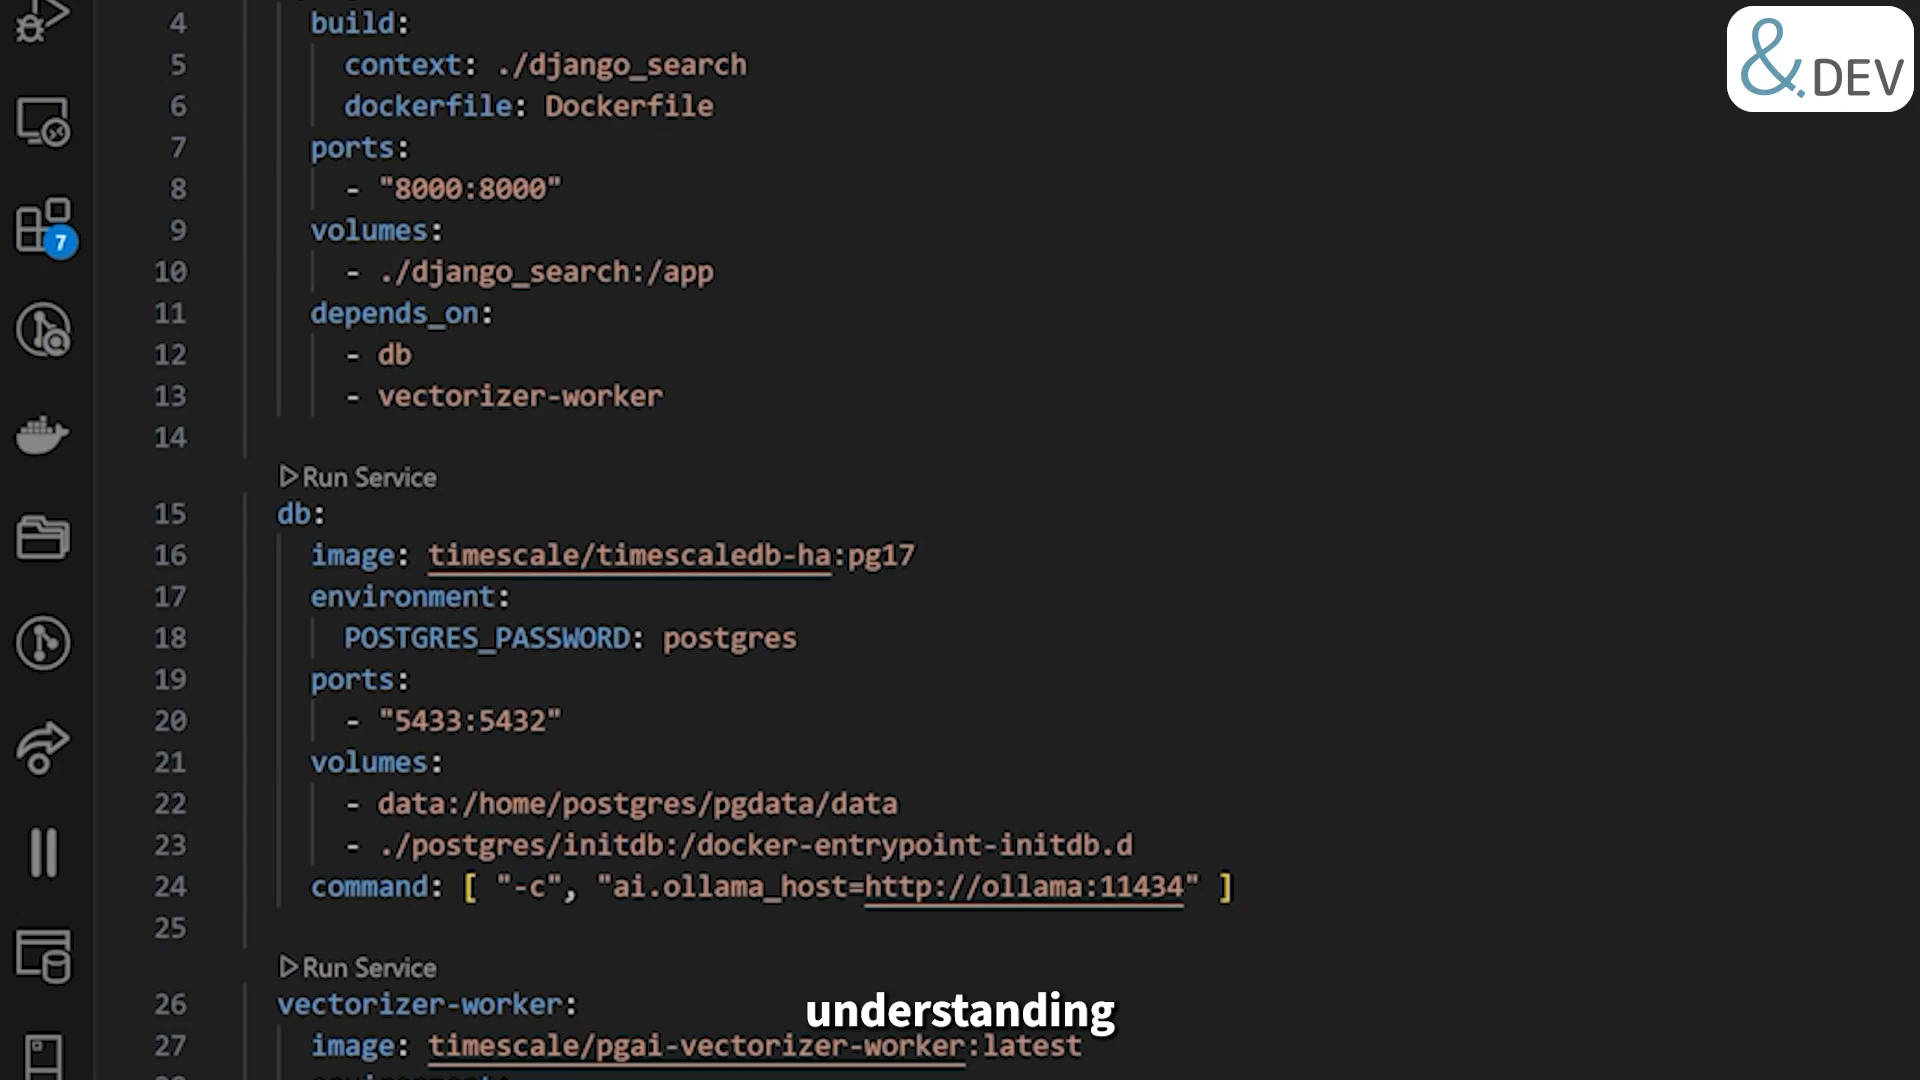 &.DEV
4 build:
5 context: ./django_search
6 dockerfile: Dockerfile
7 ports:
8 - "8000:8000"
9 volumes:
10 - ./django_search:/app
11 depends_on:
12 - db
13 - vectorizer-worker
14
Run Service
15 db:
16 image: timescale/timescaledb-ha:pg17
17 environment:
18 POSTGRES_PASSWORD: postgres
19 ports:
20 - "5433:5432"
21 volumes:
22 - data:/home/postgres/pgdata/data
23 - ./postgres/initdb:/docker-entrypoint-initdb.d
24 command: [ "-c", "ai.ollama_host=http://ollama:11434" ]
25
Run Service
26 vectorizer-worker:
27 image: timescale/pgai-vectorizer-worker:latest
7
understanding